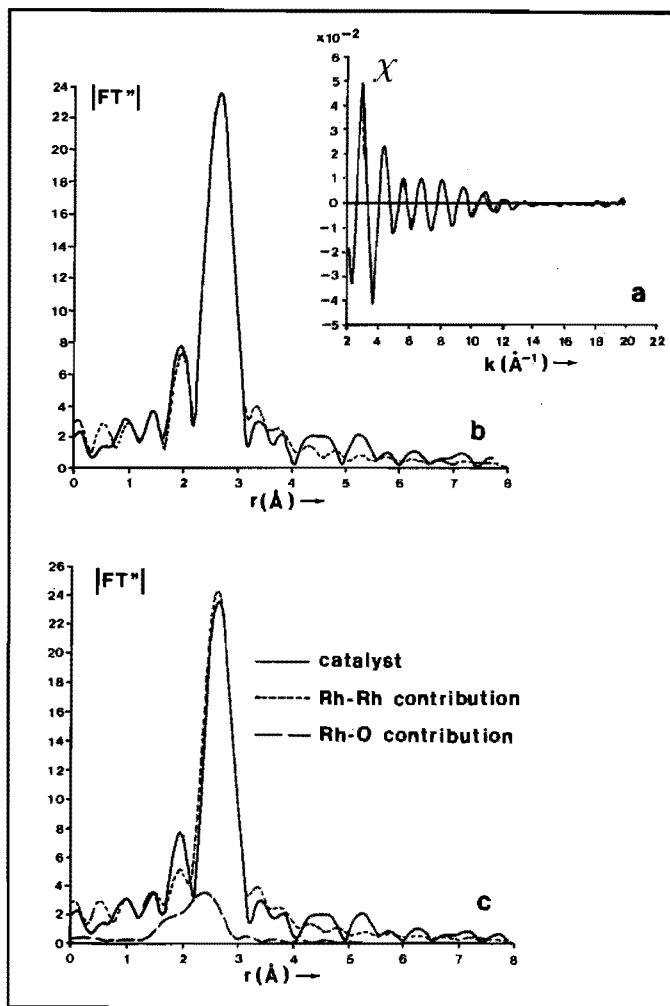 ×10⁻²
6
5
4
3
2
1
0
−1
−2
−3
−4
−5
χ
a
2 4 6 8 10 12 14 16 18 20 22
k(Å⁻¹) →
|FT"|
24
22
20
18
16
14
12
10
8
6
4
2
0
b
0 1 2 3 4 5 6 7 8
r(Å) →
|FT"|
26
24
22
20
18
16
14
12
10
8
6
4
2
0
catalyst
Rh-Rh contribution
Rh-O contribution
c
0 1 2 3 4 5 6 7 8
r(Å) →